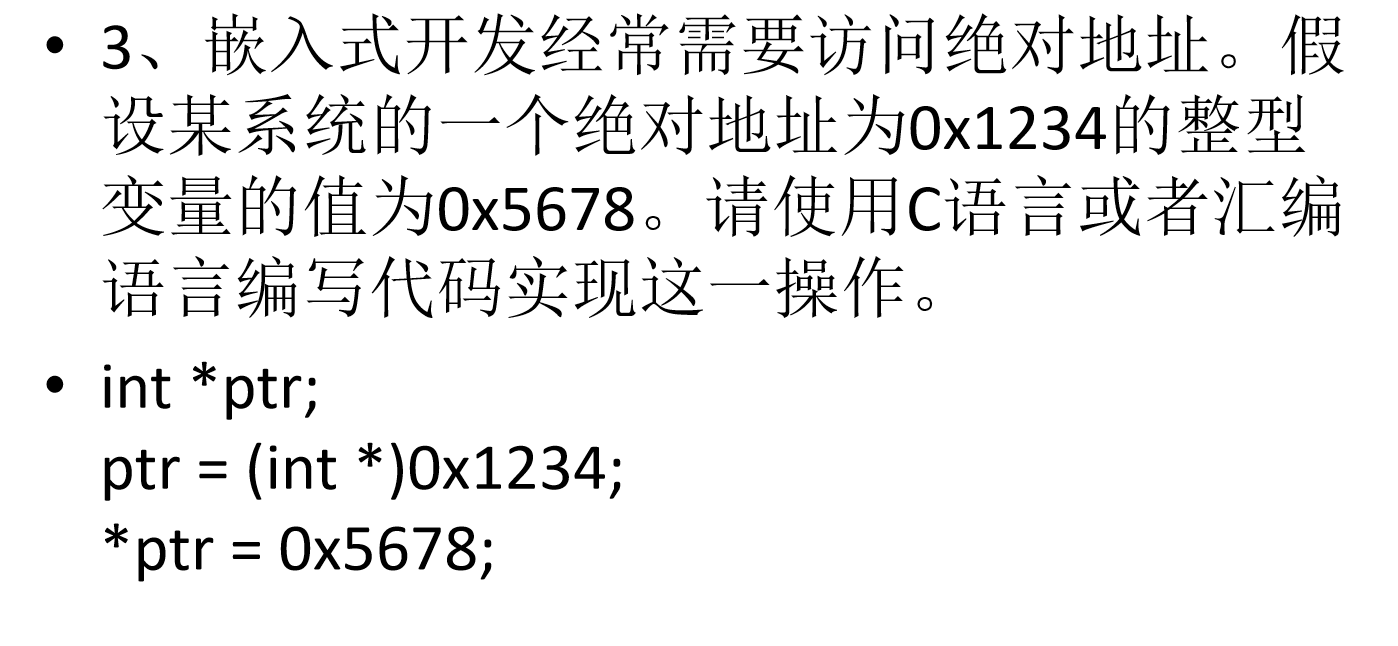 • 3、嵌入式开发经常需要访问绝对地址。假
设某系统的一个绝对地址为0x1234的整型
变量的值为0x5678。请使用C语言或者汇编
语言编写代码实现这一操作。
• int *ptr;
ptr = (int *)0x1234;
*ptr = 0x5678;